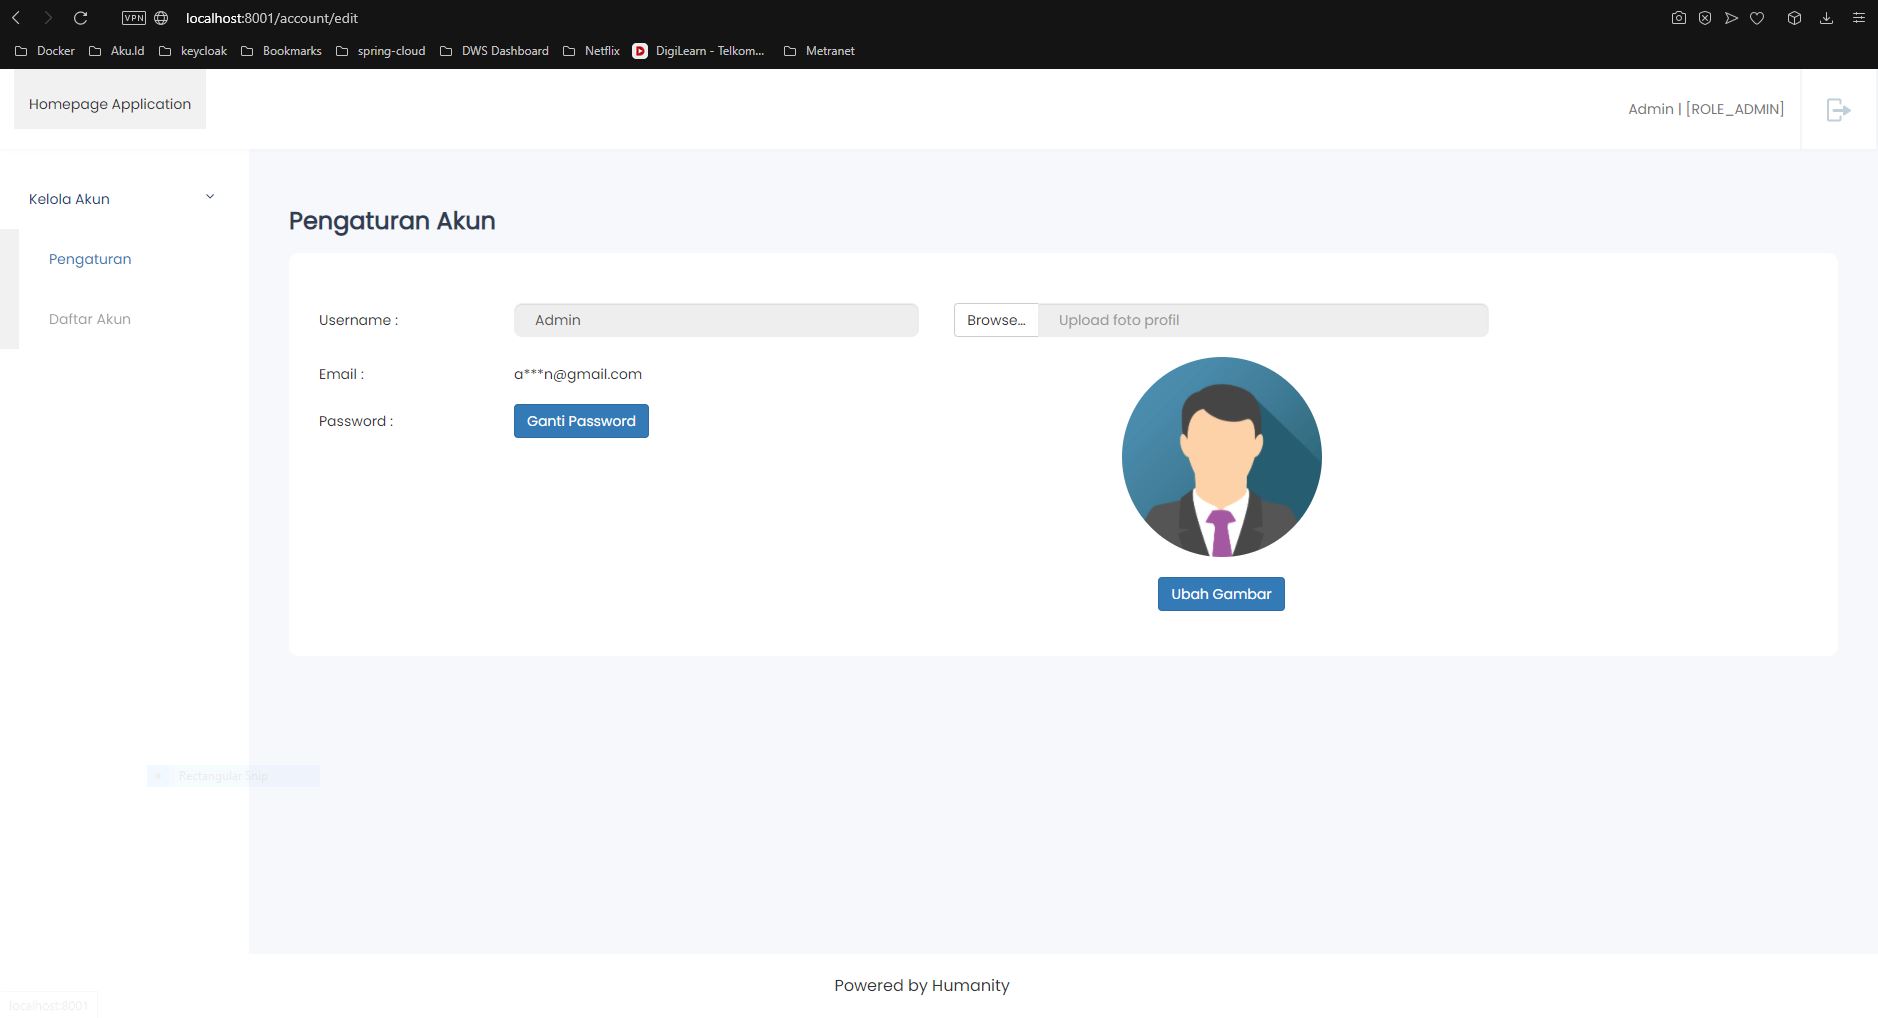 VPN localhost:8001/account/edit
Docker Aku.Id keycloak Bookmarks spring-cloud DWS Dashboard Netflix DigiLearn - Telkom... Metranet
Homepage Application
Admin | [ROLE_ADMIN]
Kelola Akun
Pengaturan
Daftar Akun
Pengaturan Akun
Username : Admin
Browse... Upload foto profil
Email : a***n@gmail.com
Password : Ganti Password
Ubah Gambar
Rectangular Snip
Powered by Humanity
localhost:8001